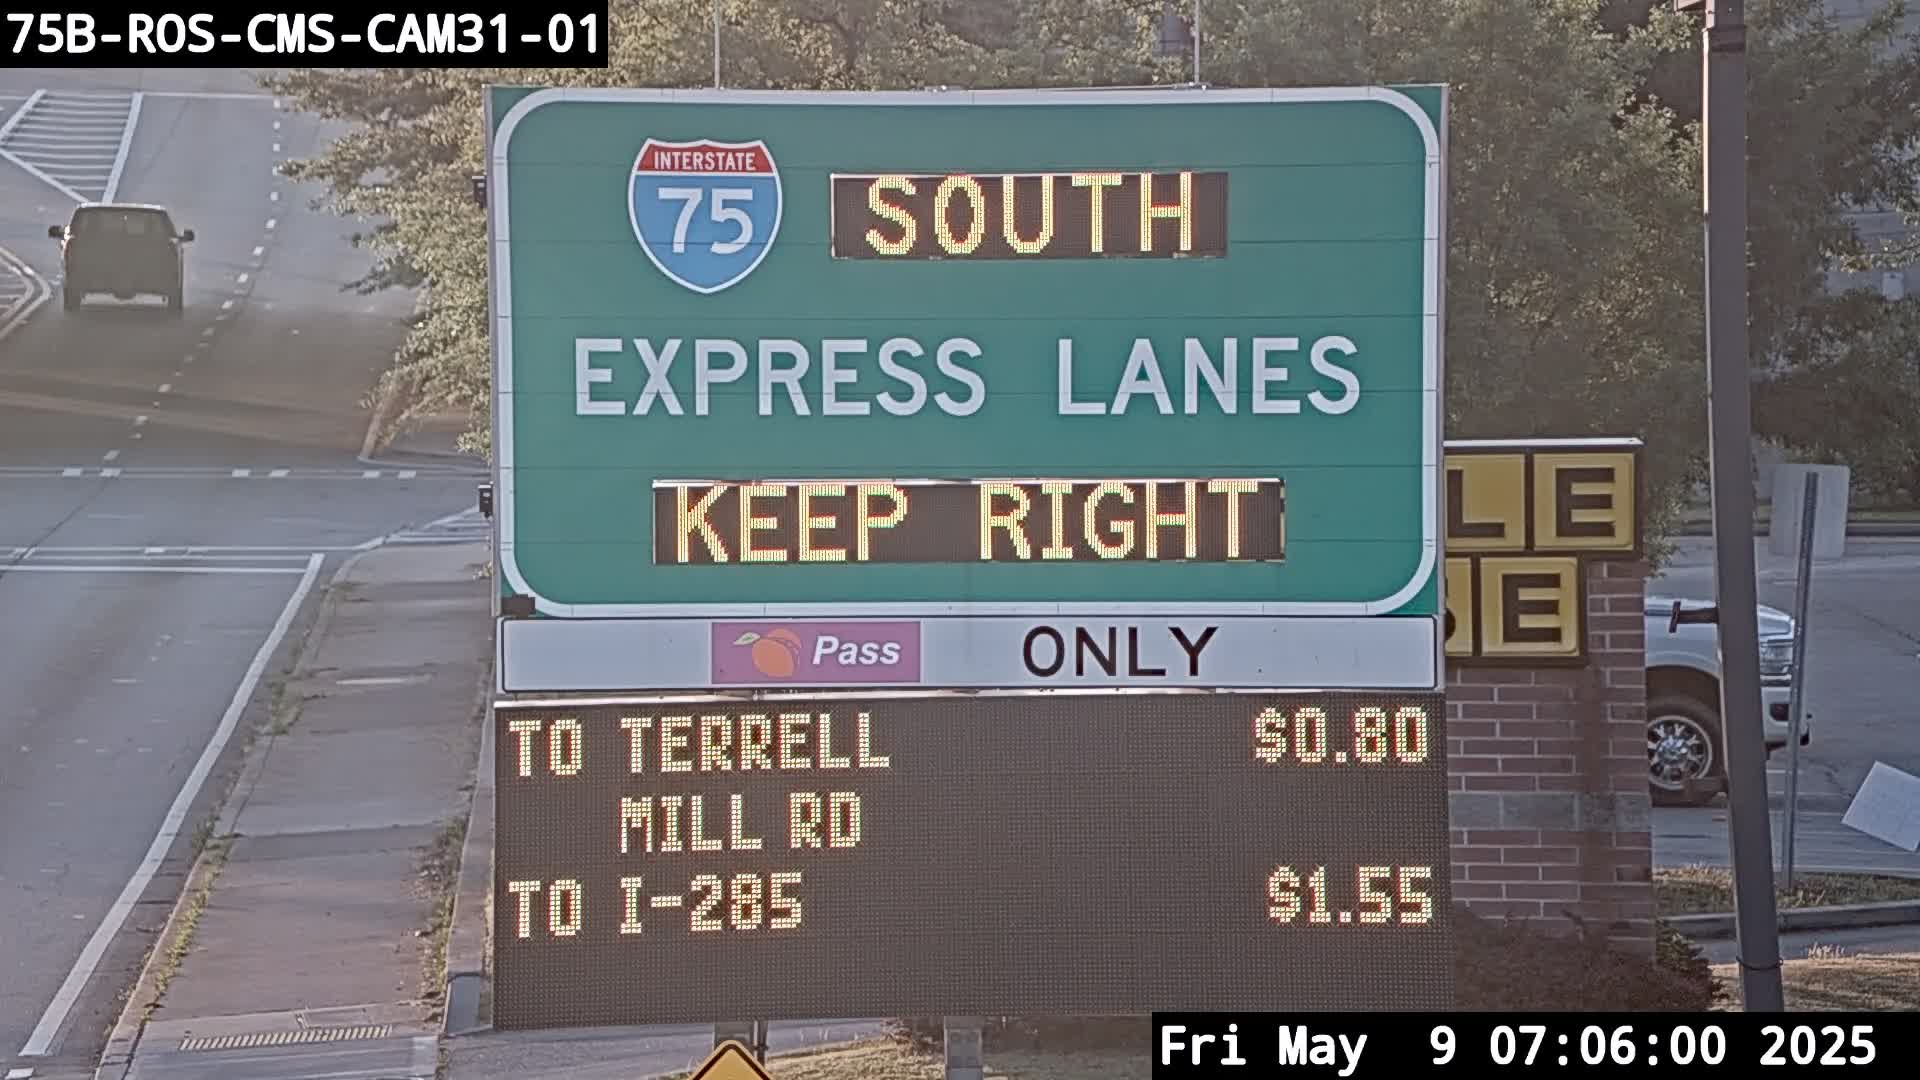 75B-ROS-CMS-CAM31-01
INTERSTATE
75
SOUTH
EXPRESS LANES
KEEP RIGHT
Pass ONLY
TO TERRELL $0.80
MILL RD
TO I-285 $1.55
LE
E
Fri May 9 07:06:00 2025